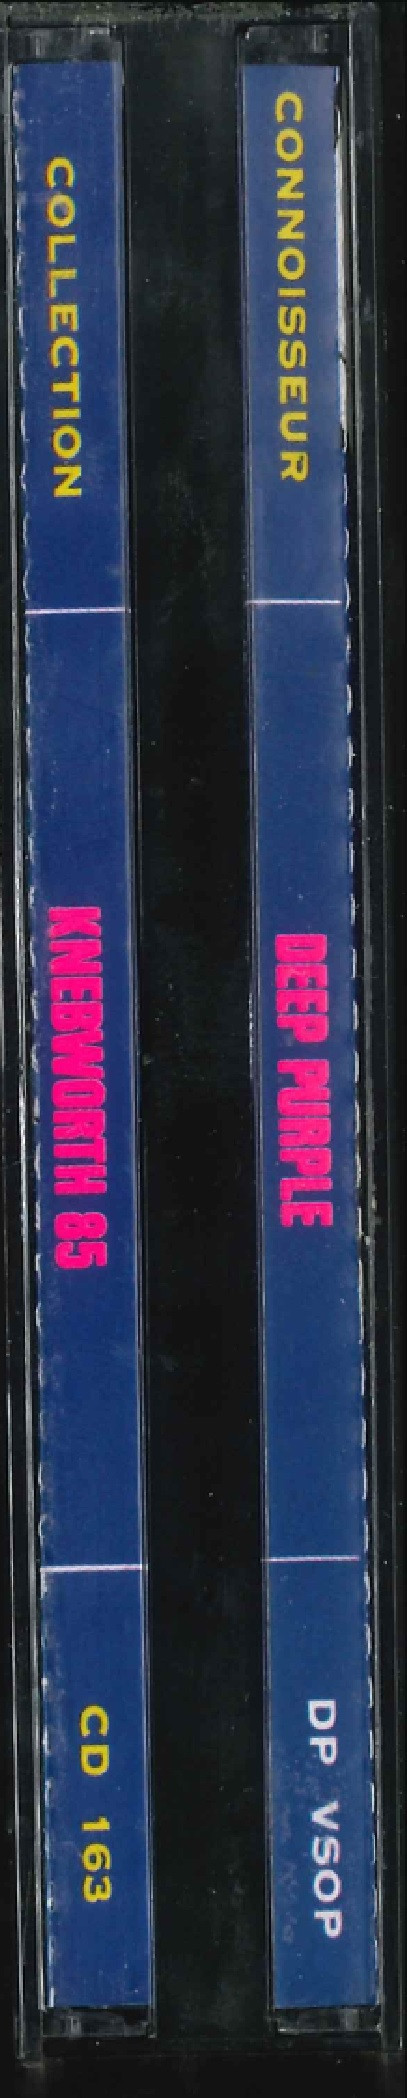 CONNOISSEUR DEEP PURPLE DP VSOP
COLLECTION KNEBWORTH 85 CD 163